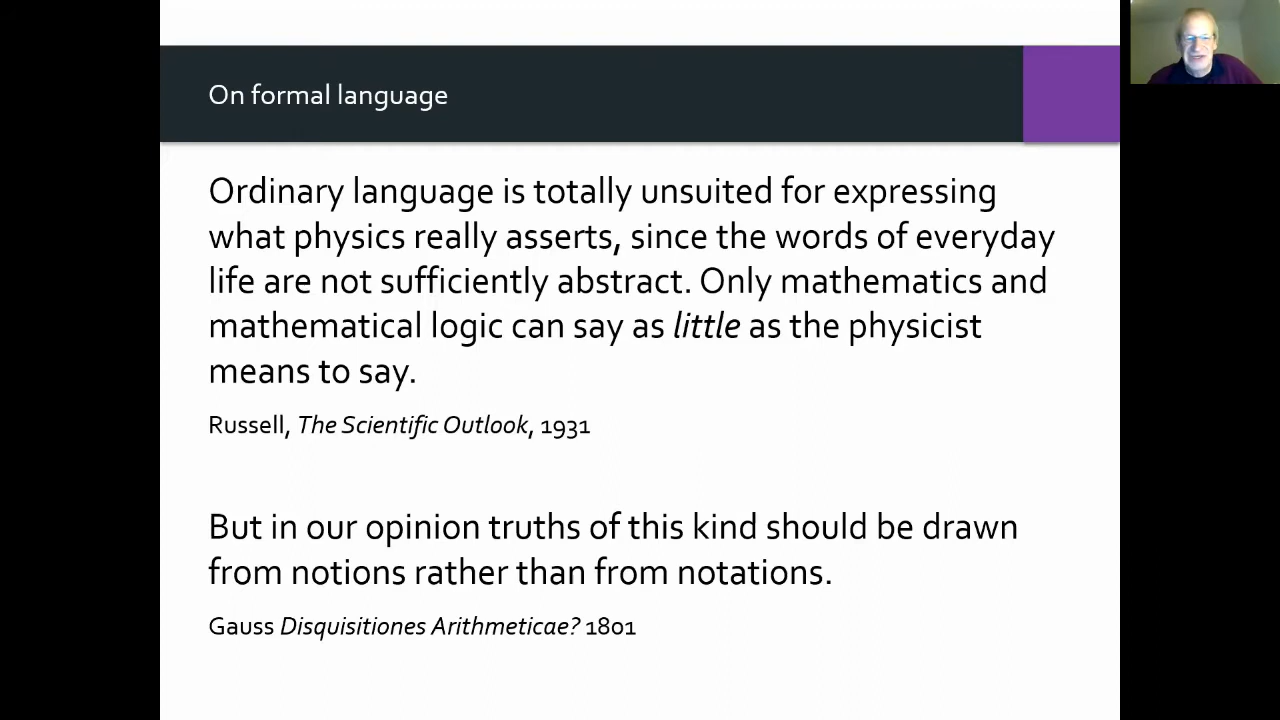 On formal language
Ordinary language is totally unsuited for expressing
what physics really asserts, since the words of everyday
life are not sufficiently abstract. Only mathematics and
mathematical logic can say as little as the physicist
means to say.
Russell, The Scientific Outlook, 1931
But in our opinion truths of this kind should be drawn
from notions rather than from notations.
Gauss Disquisitiones Arithmeticae? 1801